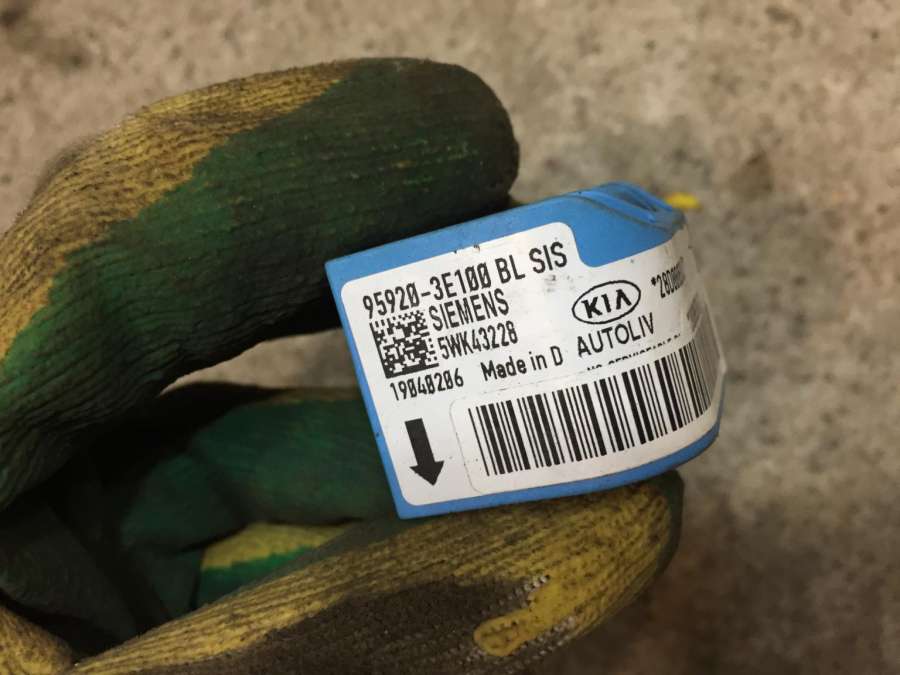 95920-3E100 BL SIS
SIEMENS
5WK43228
19040206
Made in D
KIA
AUTOLIV